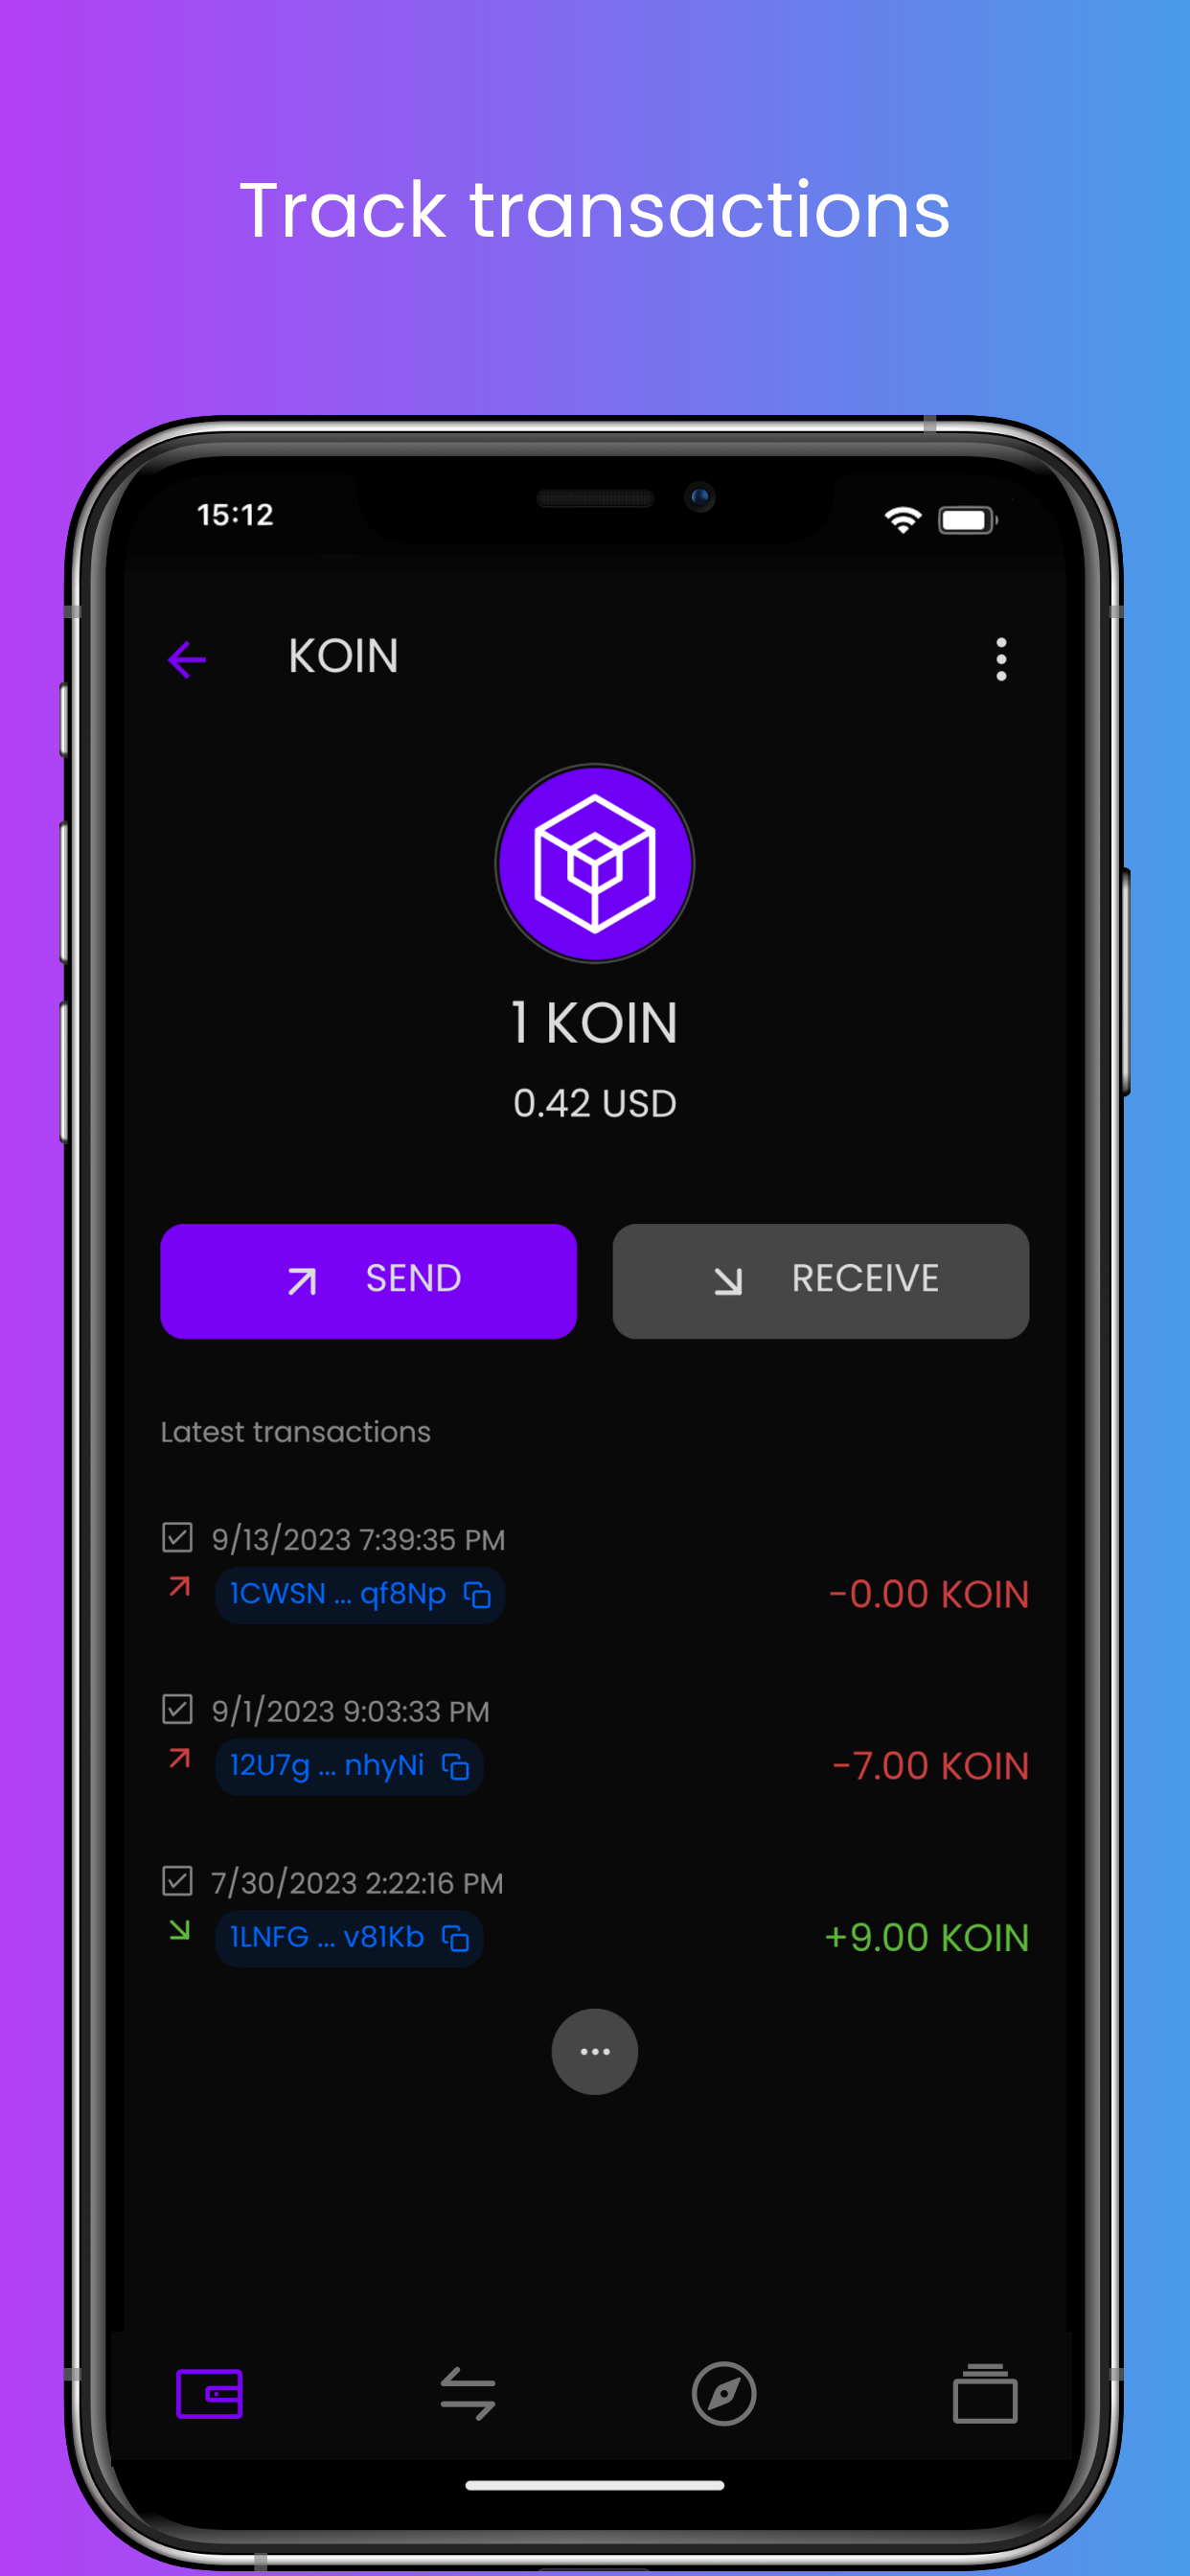 Track transactions
15:12
KOIN
1 KOIN
0.42 USD
SEND
RECEIVE
Latest transactions
9/13/2023 7:39:35 PM
1CWSN ... qf8Np
-0.00 KOIN
9/1/2023 9:03:33 PM
12U7g ... nhyNi
-7.00 KOIN
7/30/2023 2:22:16 PM
1LNFG ... v81Kb
+9.00 KOIN